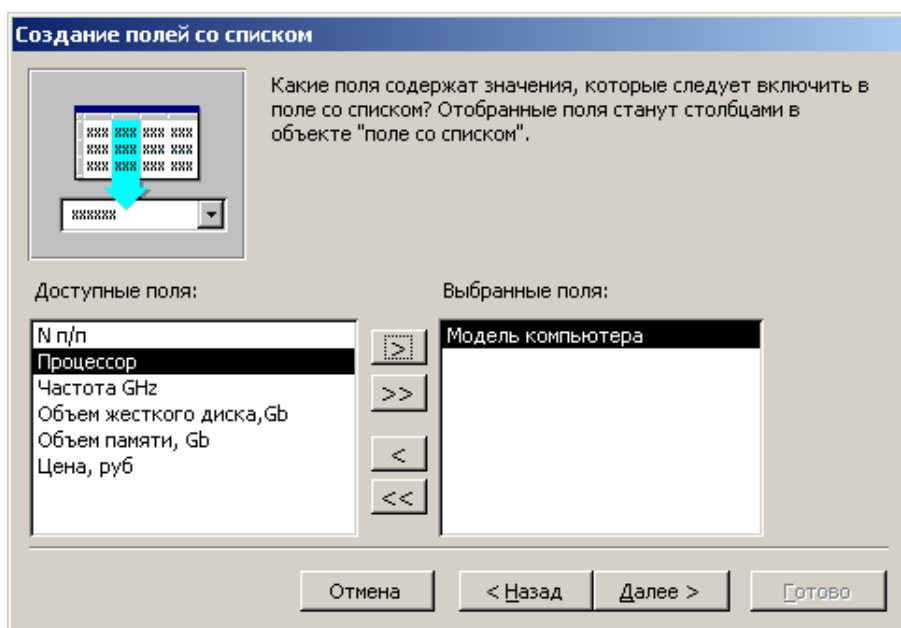 Создание полей со списком
Какие поля содержат значения, которые следует включить в
поле со списком? Отобранные поля станут столбцами в
объекте "поле со списком".
Доступные поля:
Выбранные поля:
N п/п
Процессор
Частота GHz
Объем жесткого диска,Gb
Объем памяти, Gb
Цена, руб
>
>>
<
<<
Модель компьютера
Отмена
< Назад
Далее >
Готово